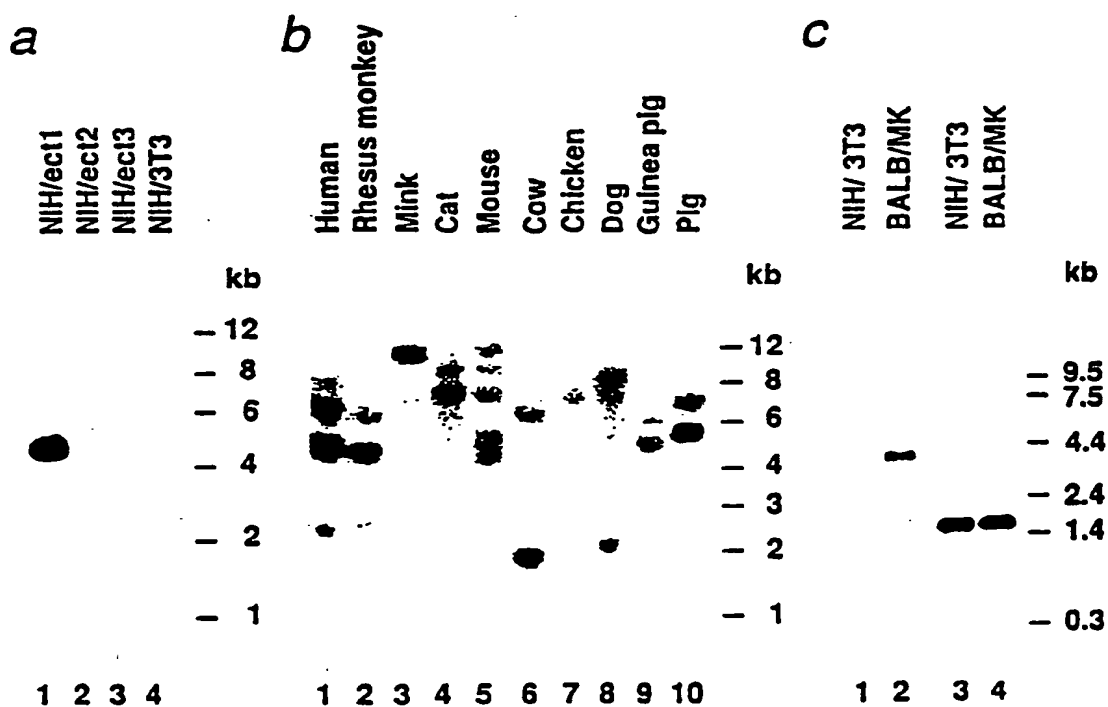 a
NIH/ect1
NIH/ect2
NIH/ect3
NIH/3T3
kb
12
8
6
4
2
1
1 2 3 4
b
Human
Rhesus monkey
Mink
Cat
Mouse
Cow
Chicken
Dog
Guinea pig
Pig
kb
12
8
6
4
3
2
1
1 2 3 4 5 6 7 8 9 10
c
NIH/ 3T3
BALB/MK
NIH/ 3T3
BALB/MK
kb
9.5
7.5
4.4
2.4
1.4
0.3
1 2 3 4